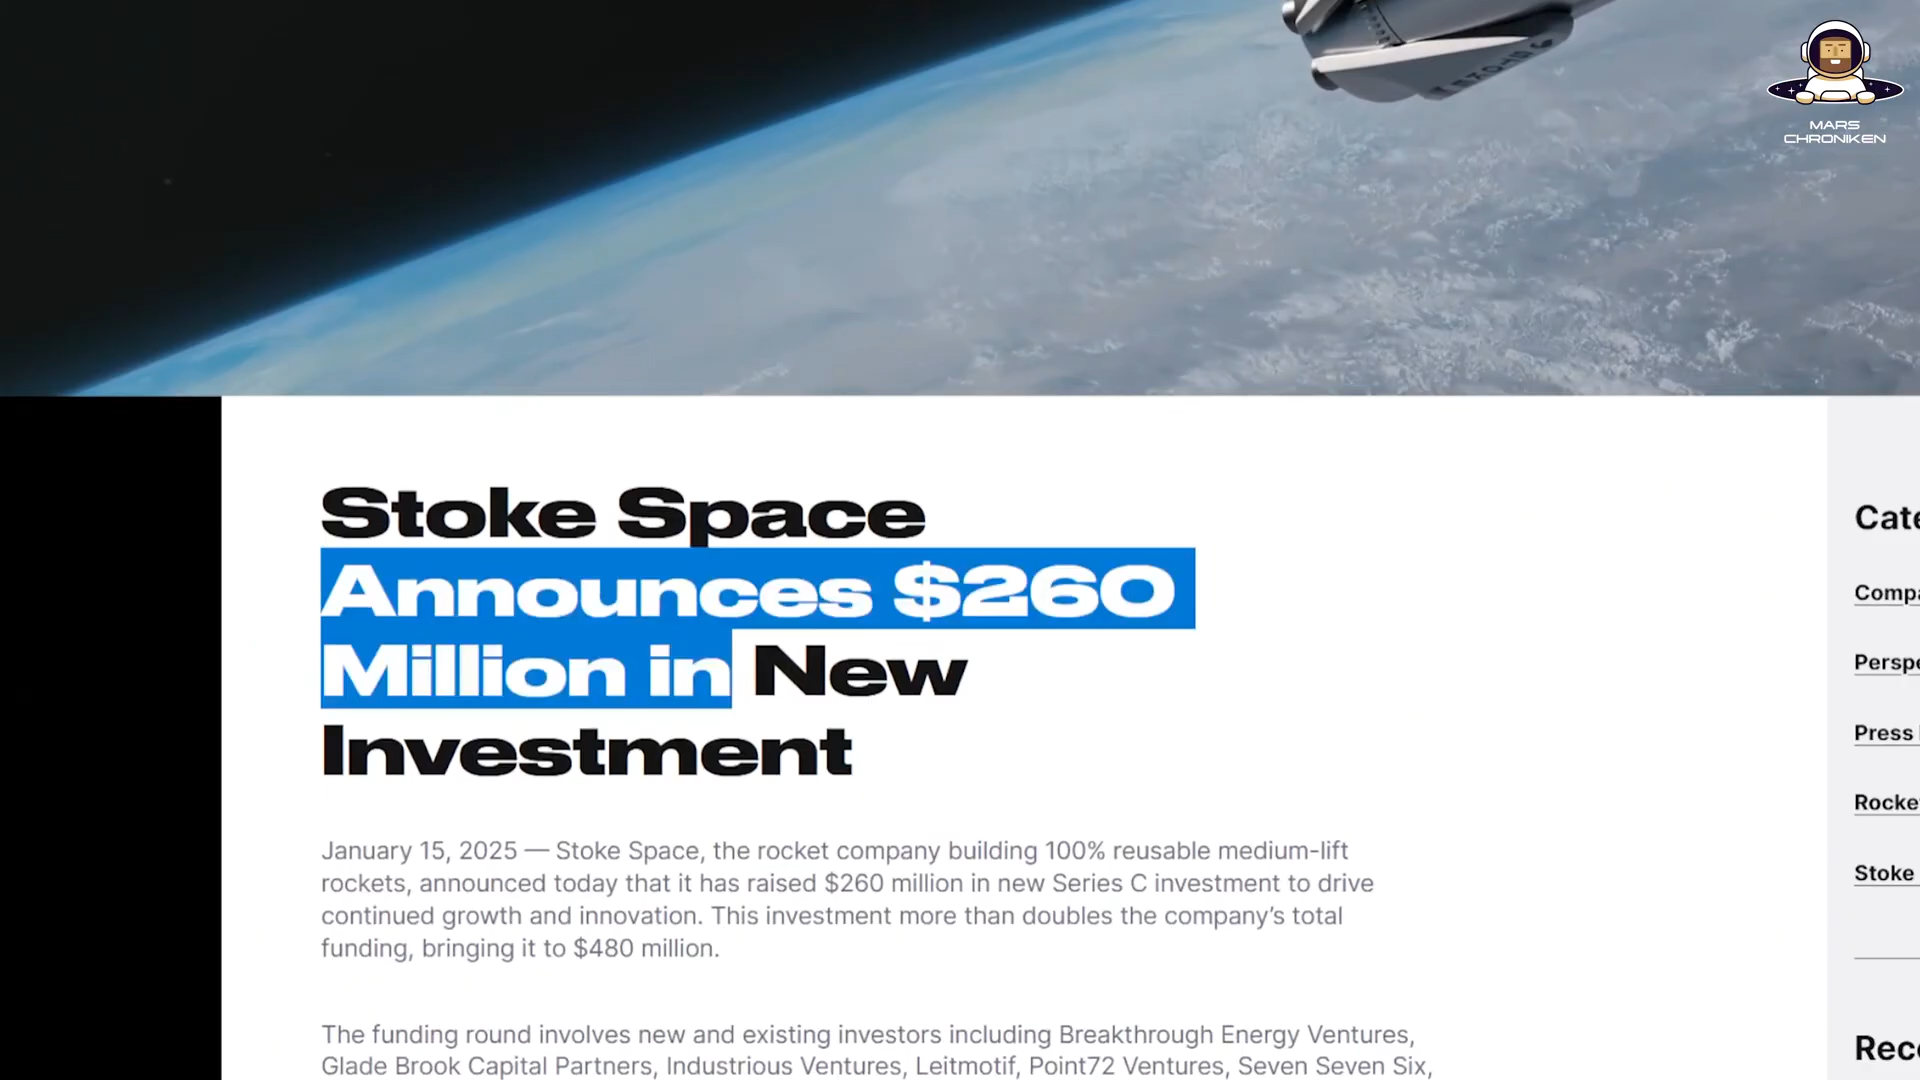 MARS
CHRONIKEN
Stoke Space
Announces $260
Million in New
Investment
January 15, 2025 — Stoke Space, the rocket company building 100% reusable medium-lift
rockets, announced today that it has raised $260 million in new Series C investment to drive
continued growth and innovation. This investment more than doubles the company’s total
funding, bringing it to $480 million.
The funding round involves new and existing investors including Breakthrough Energy Ventures,
Glade Brook Capital Partners, Industrious Ventures, Leitmotif, Point72 Ventures, Seven Seven Six,
Press
Stoke